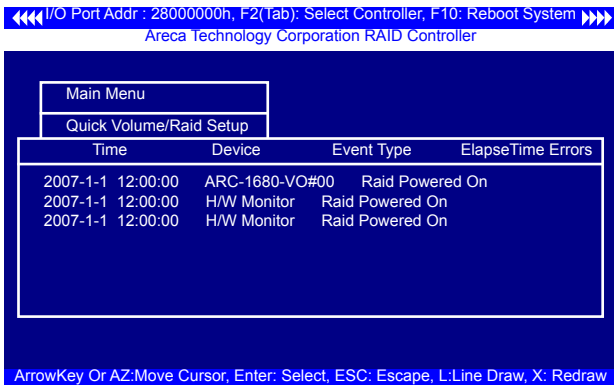 I/O Port Addr : 28000000h, F2(Tab): Select Controller, F10: Reboot System
Areca Technology Corporation RAID Controller
Main Menu
Quick Volume/Raid Setup
Time Device Event Type ElapseTime Errors
2007-1-1 12:00:00 ARC-1680-VO#00 Raid Powered On
2007-1-1 12:00:00 H/W Monitor Raid Powered On
2007-1-1 12:00:00 H/W Monitor Raid Powered On
ArrowKey Or AZ:Move Cursor, Enter: Select, ESC: Escape, L:Line Draw, X: Redraw